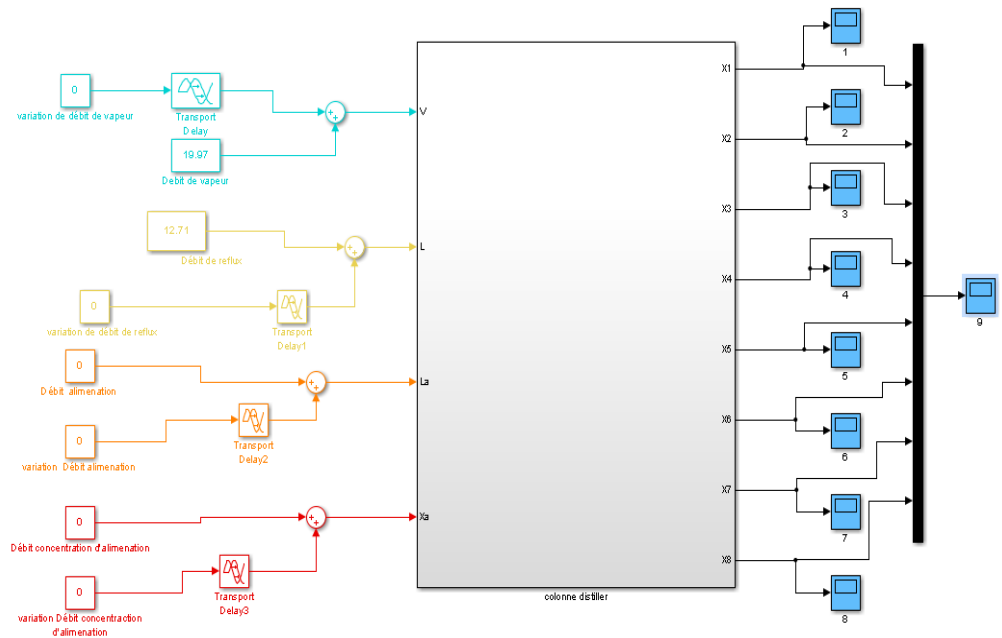 0
variation de débit de vapeur
Transport
Delay
19.97
Debit de vapeur
12.71
Débit de reflux
0
variation de débit de reflux
Transport
Delay1
0
Débit alimenation
0
variation Débit alimenation
Transport
Delay2
0
Débit concentration d'alimenation
0
variation Débit concentraction
d'alimenation
Transport
Delay3
V
L
La
Xa
colonne distiller
X1
X2
X3
X4
X5
X6
X7
X8
1
2
3
4
5
6
7
8
9